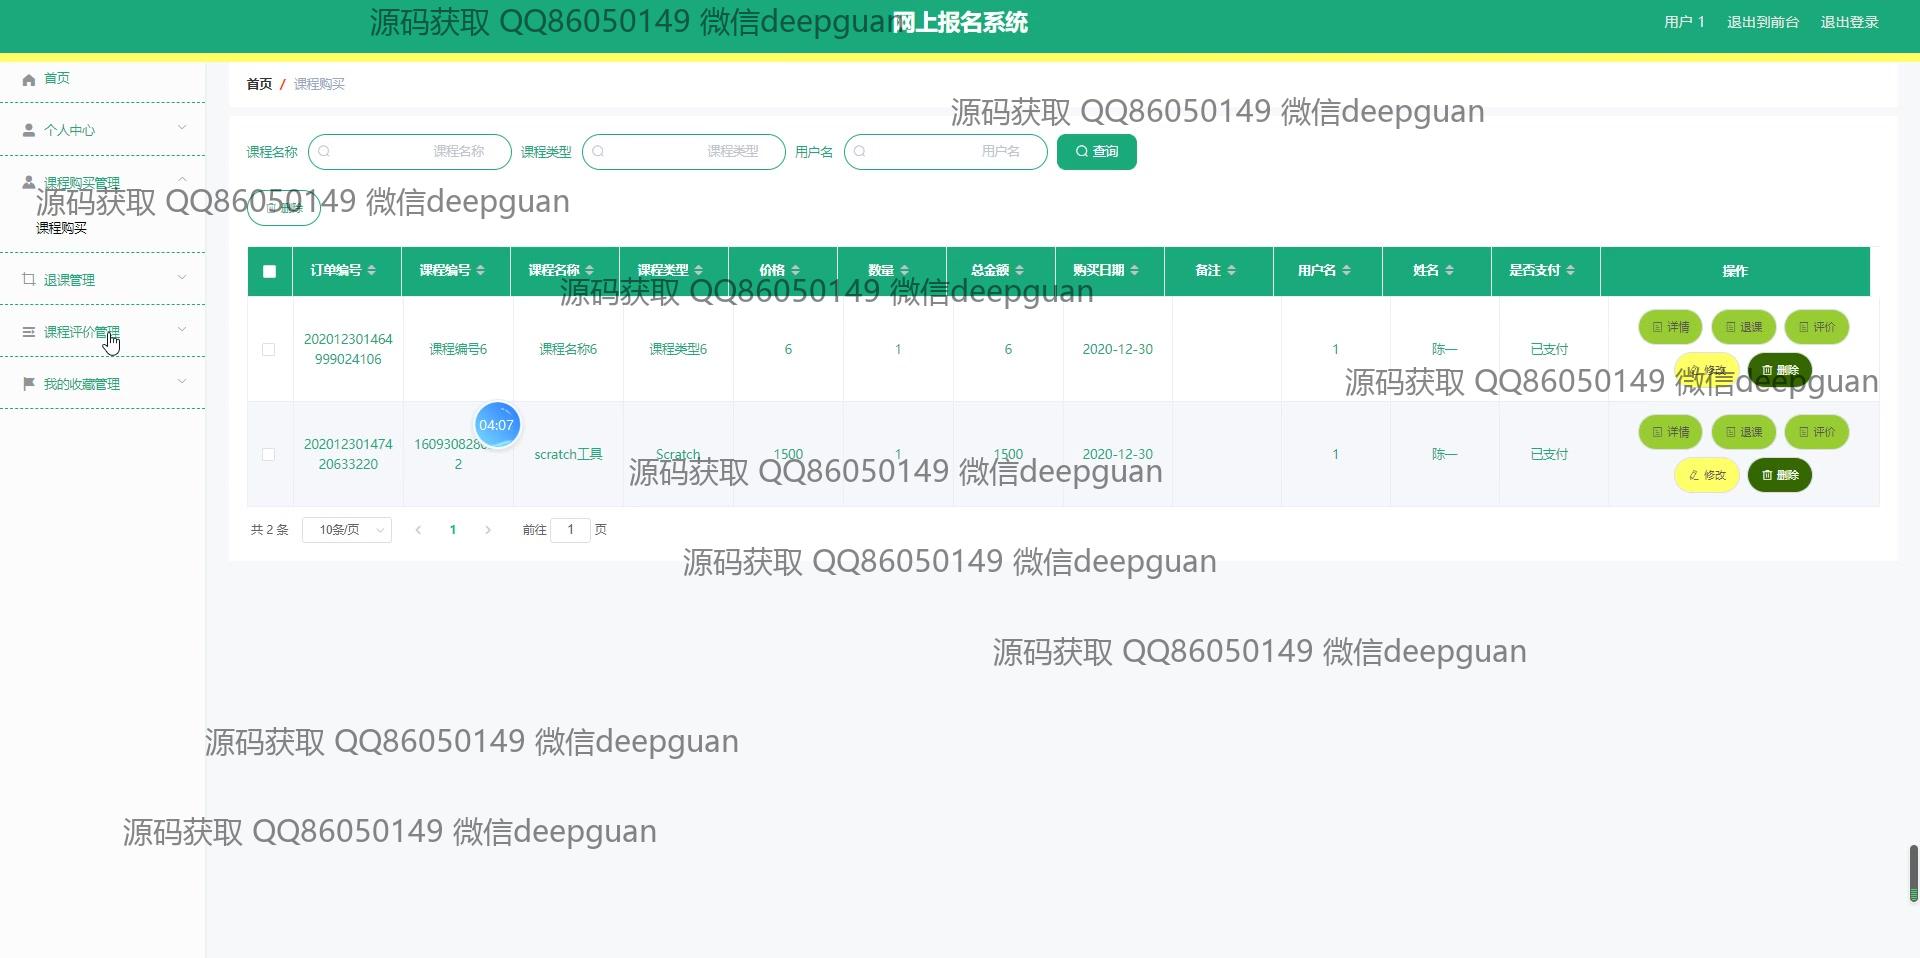 源码获取 QQ86050149 微信deepguan
网上报名系统
用户 1 退出到前台 退出登录
首页
个人中心
课程购买管理
课程购买
退课管理
课程评价管理
我的收藏管理
首页 / 课程购买
源码获取 QQ86050149 微信deepguan
课程名称 课程名称 课程类型 课程类型 用户名 用户名 查询
源码获取 QQ86050149 微信deepguan
删除
订单编号 课程编号 课程名称 课程类型 价格 数量 总金额 购买日期 备注 用户名 姓名 是否支付 操作
源码获取 QQ86050149 微信deepguan
202012301464999024106 课程编号6 课程名称6 课程类型6 6 1 6 2020-12-30 1 陈一 已支付 详情 退课 评价
修改 删除
源码获取 QQ86050149 微信deepguan
04:07
20201230147420633220 scratch工具 Scratch 1500 1 1500 2020-12-30 1 陈一 已支付 详情 退课 评价
修改 删除
源码获取 QQ86050149 微信deepguan
共 2 条 10条/页 1 前往 1 页
源码获取 QQ86050149 微信deepguan
源码获取 QQ86050149 微信deepguan
源码获取 QQ86050149 微信deepguan
源码获取 QQ86050149 微信deepguan